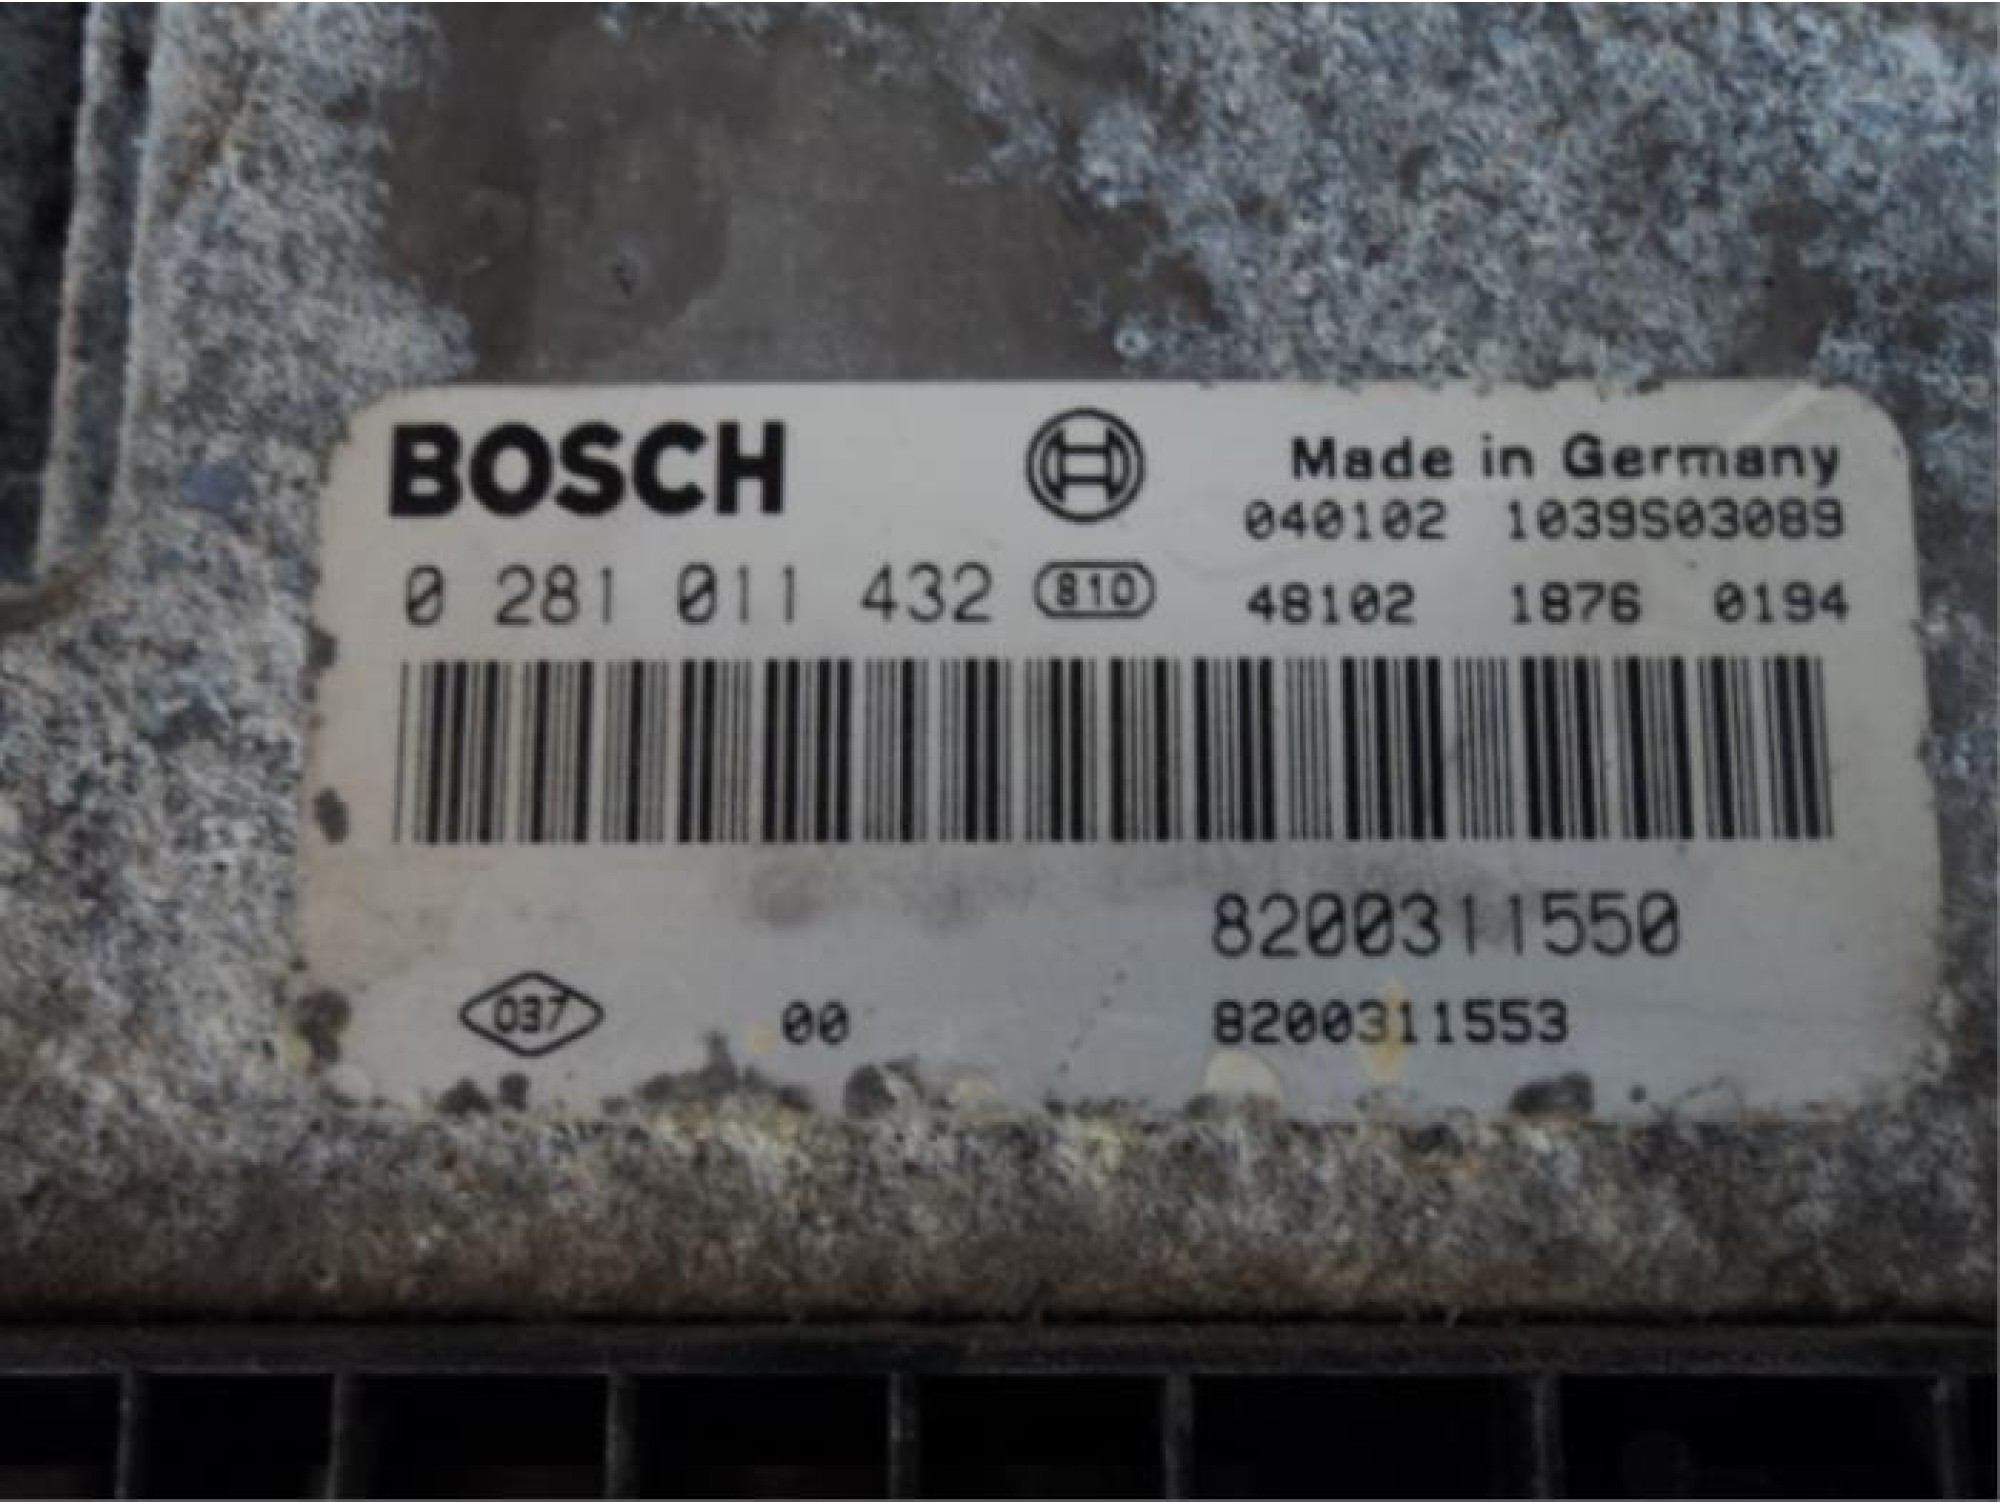 BOSCH
Made in Germany
040102 1039S03089
0 281 011 432 810 48102 1876 0194
8200311550
037 00 8200311553